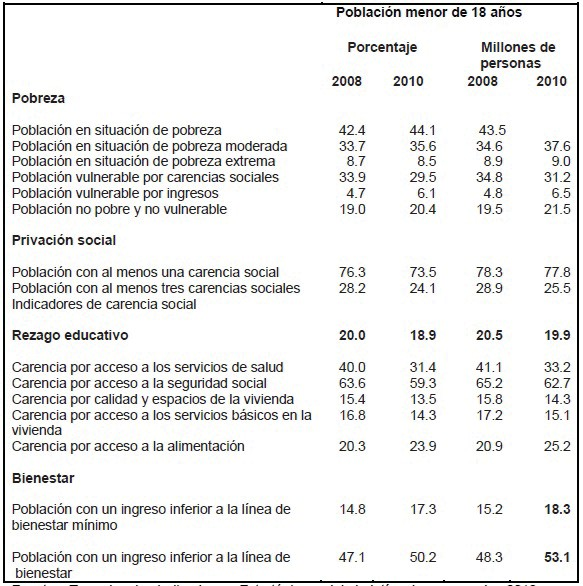 Población menor de 18 años
Porcentaje Millones de
personas
2008 2010 2008 2010
Pobreza
Población en situación de pobreza 42.4 44.1 43.5
Población en situación de pobreza moderada 33.7 35.6 34.6 37.6
Población en situación de pobreza extrema 8.7 8.5 8.9 9.0
Población vulnerable por carencias sociales 33.9 29.5 34.8 31.2
Población vulnerable por ingresos 4.7 6.1 4.8 6.5
Población no pobre y no vulnerable 19.0 20.4 19.5 21.5
Privación social
Población con al menos una carencia social 76.3 73.5 78.3 77.8
Población con al menos tres carencias sociales 28.2 24.1 28.9 25.5
Indicadores de carencia social
Rezago educativo 20.0 18.9 20.5 19.9
Carencia por acceso a los servicios de salud 40.0 31.4 41.1 33.2
Carencia por acceso a la seguridad social 63.6 59.3 65.2 62.7
Carencia por calidad y espacios de la vivienda 15.4 13.5 15.8 14.3
Carencia por acceso a los servicios básicos en la 16.8 14.3 17.2 15.1
vivienda
Carencia por acceso a la alimentación 20.3 23.9 20.9 25.2
Bienestar
Población con un ingreso inferior a la línea de 14.8 17.3 15.2 18.3
bienestar mínimo
Población con un ingreso inferior a la línea de 47.1 50.2 48.3 53.1
bienestar